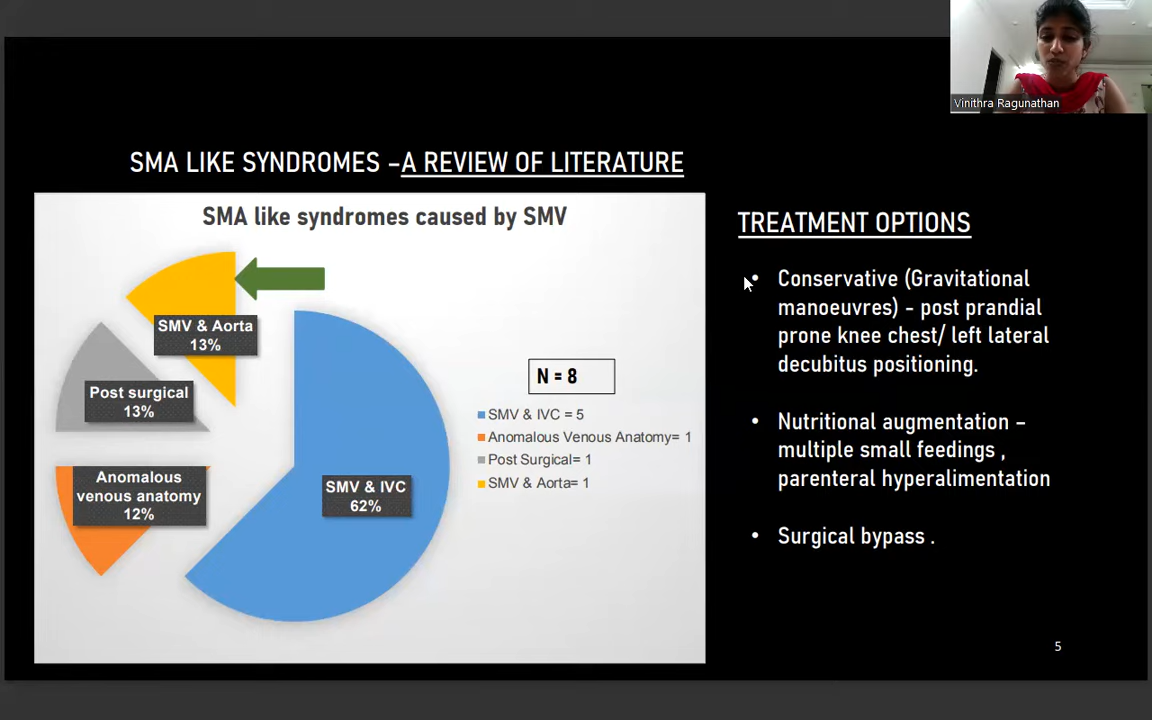 Vinithra Ragunathan
SMA LIKE SYNDROMES –A REVIEW OF LITERATURE
SMA like syndromes caused by SMV
SMV & Aorta
13%
Post surgical
13%
Anomalous
venous anatomy
12%
SMV & IVC
62%
N = 8
SMV & IVC = 5
Anomalous Venous Anatomy= 1
Post Surgical= 1
SMV & Aorta= 1
TREATMENT OPTIONS
• Conservative (Gravitational
manoeuvres) - post prandial
prone knee chest/ left lateral
decubitus positioning.
• Nutritional augmentation –
multiple small feedings ,
parenteral hyperalimentation
• Surgical bypass .
5